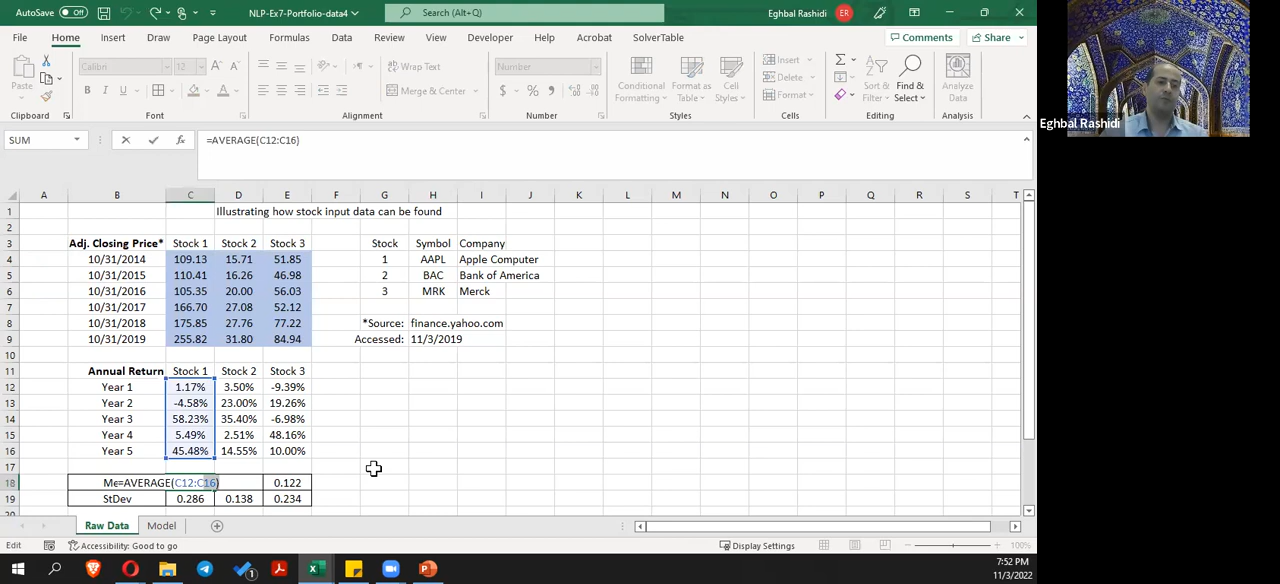 AutoSave Off NLP-Ex7-Portfolio-data4 Search (Alt+Q) Eghbal Rashidi ER
File Home Insert Draw Page Layout Formulas Data Review View Developer Help Acrobat SolverTable Comments Share
Paste Calibri 12 Wrap Text Number Conditional Formatting Format as Table Cell Styles Insert Sort & Filter Find & Select Analyze Data
B I U Merge & Center $ % Delete
Format
Clipboard Font Alignment Number Styles Cells Editing Analysis
Eghbal Rashidi
SUM fx =AVERAGE(C12:C16)
A B C D E F G H I J K L M N O P Q R S T
1 Illustrating how stock input data can be found
2
3 Adj. Closing Price* Stock 1 Stock 2 Stock 3 Stock Symbol Company
4 10/31/2014 109.13 15.71 51.85 1 AAPL Apple Computer
5 10/31/2015 110.41 16.26 46.98 2 BAC Bank of America
6 10/31/2016 105.35 20.00 56.03 3 MRK Merck
7 10/31/2017 166.70 27.08 52.12
8 10/31/2018 175.85 27.76 77.22 *Source: finance.yahoo.com
9 10/31/2019 255.82 31.80 84.94 Accessed: 11/3/2019
10
11 Annual Return Stock 1 Stock 2 Stock 3
12 Year 1 1.17% 3.50% -9.39%
13 Year 2 -4.58% 23.00% 19.26%
14 Year 3 58.23% 35.40% -6.98%
15 Year 4 5.49% 2.51% 48.16%
16 Year 5 45.48% 14.55% 10.00%
17
18 Me=AVERAGE(C12:C16) 0.122
19 StDev 0.286 0.138 0.234
20
Raw Data Model
Edit Accessibility: Good to go Display Settings 100%
1 7:52 PM
11/3/2022